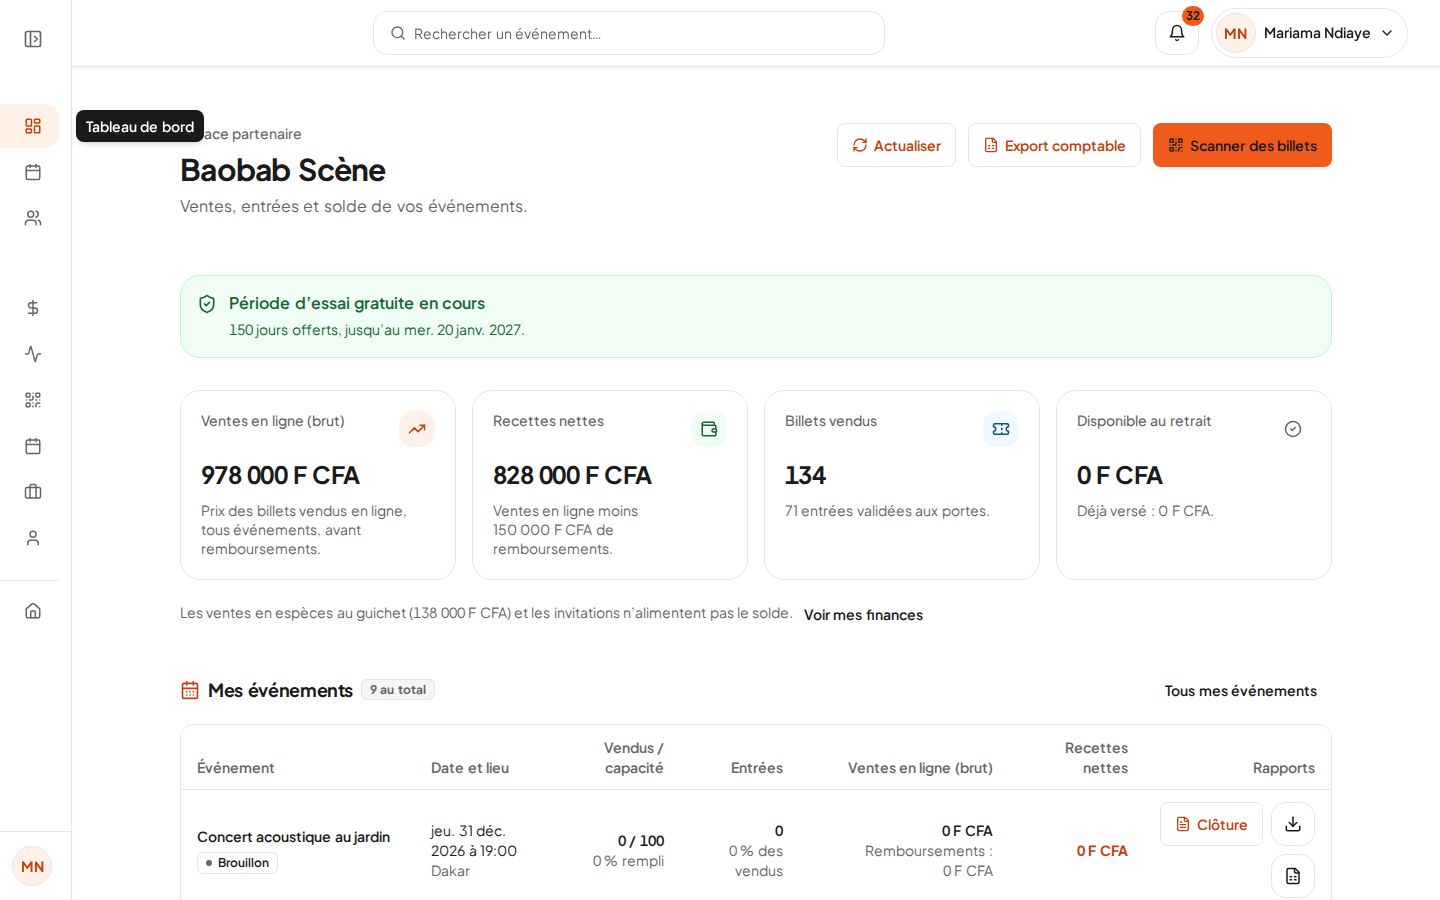 Rechercher un événement…
32
MN
Mariama Ndiaye
Tableau de bord
ace partenaire
Baobab Scène
Ventes, entrées et solde de vos événements.
Actualiser
Export comptable
Scanner des billets
Période d’essai gratuite en cours
150 jours offerts, jusqu’au mer. 20 janv. 2027.
Ventes en ligne (brut)
978 000 F CFA
Prix des billets vendus en ligne,
tous événements, avant
remboursements.
Recettes nettes
828 000 F CFA
Ventes en ligne moins
150 000 F CFA de
remboursements.
Billets vendus
134
71 entrées validées aux portes.
Disponible au retrait
0 F CFA
Déjà versé : 0 F CFA.
Les ventes en espèces au guichet (138 000 F CFA) et les invitations n’alimentent pas le solde.
Voir mes finances
Mes événements
9 au total
Tous mes événements
Événement
Date et lieu
Vendus /
capacité
Entrées
Ventes en ligne (brut)
Recettes
nettes
Rapports
Concert acoustique au jardin
Brouillon
jeu. 31 déc.
2026 à 19:00
Dakar
0 / 100
0 % rempli
0
0 % des
vendus
0 F CFA
Remboursements :
0 F CFA
0 F CFA
Clôture
MN